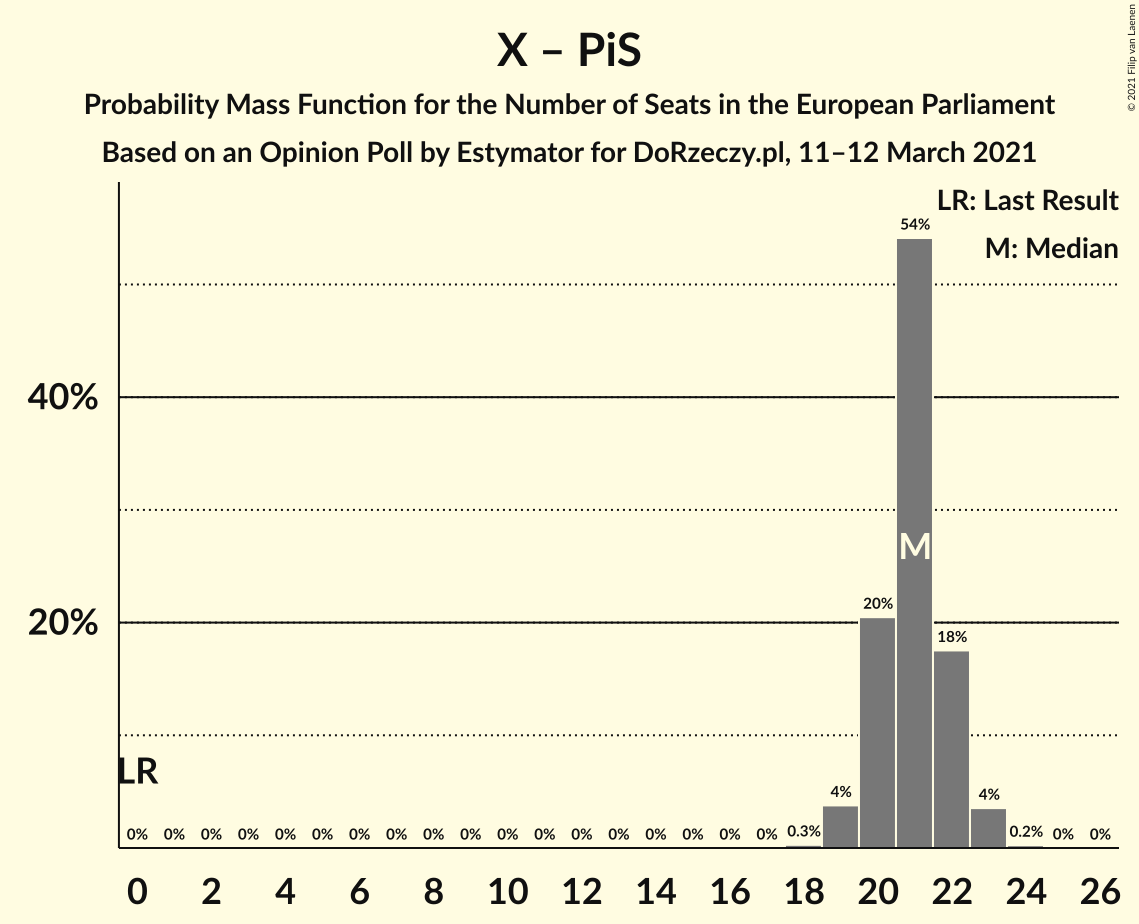 X – PiS
Probability Mass Function for the Number of Seats in the European Parliament
Based on an Opinion Poll by Estymator for DoRzeczy.pl, 11–12 March 2021
© 2021 Filip van Laenen
LR: Last Result
M: Median
54%
40%
M
20%
20%
18%
LR
4%
4%
0% 0% 0% 0% 0% 0% 0% 0% 0% 0% 0% 0% 0% 0% 0% 0% 0% 0% 0.3% 0.2% 0% 0%
0 2 4 6 8 10 12 14 16 18 20 22 24 26